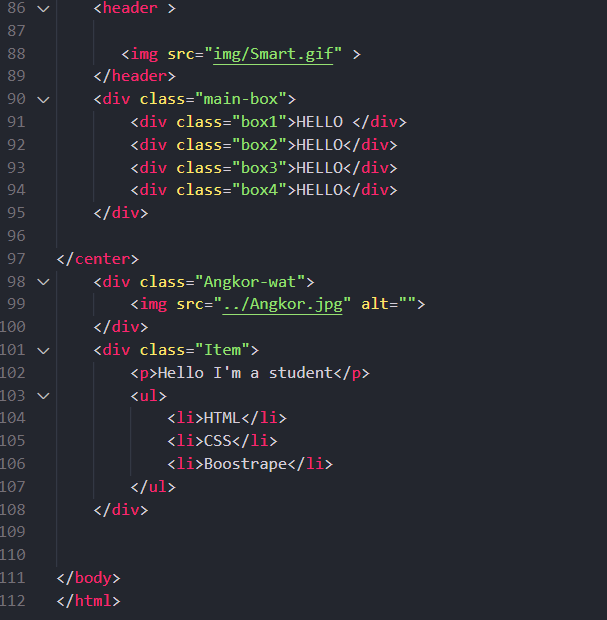 86 <header >
87
88 <img src="img/Smart.gif" >
89 </header>
90 <div class="main-box">
91 <div class="box1">HELLO </div>
92 <div class="box2">HELLO</div>
93 <div class="box3">HELLO</div>
94 <div class="box4">HELLO</div>
95 </div>
96
97 </center>
98 <div class="Angkor-wat">
99 <img src="../Angkor.jpg" alt="">
100 </div>
101 <div class="Item">
102 <p>Hello I'm a student</p>
103 <ul>
104 <li>HTML</li>
105 <li>CSS</li>
106 <li>Boostrape</li>
107 </ul>
108 </div>
109
110
111 </body>
112 </html>